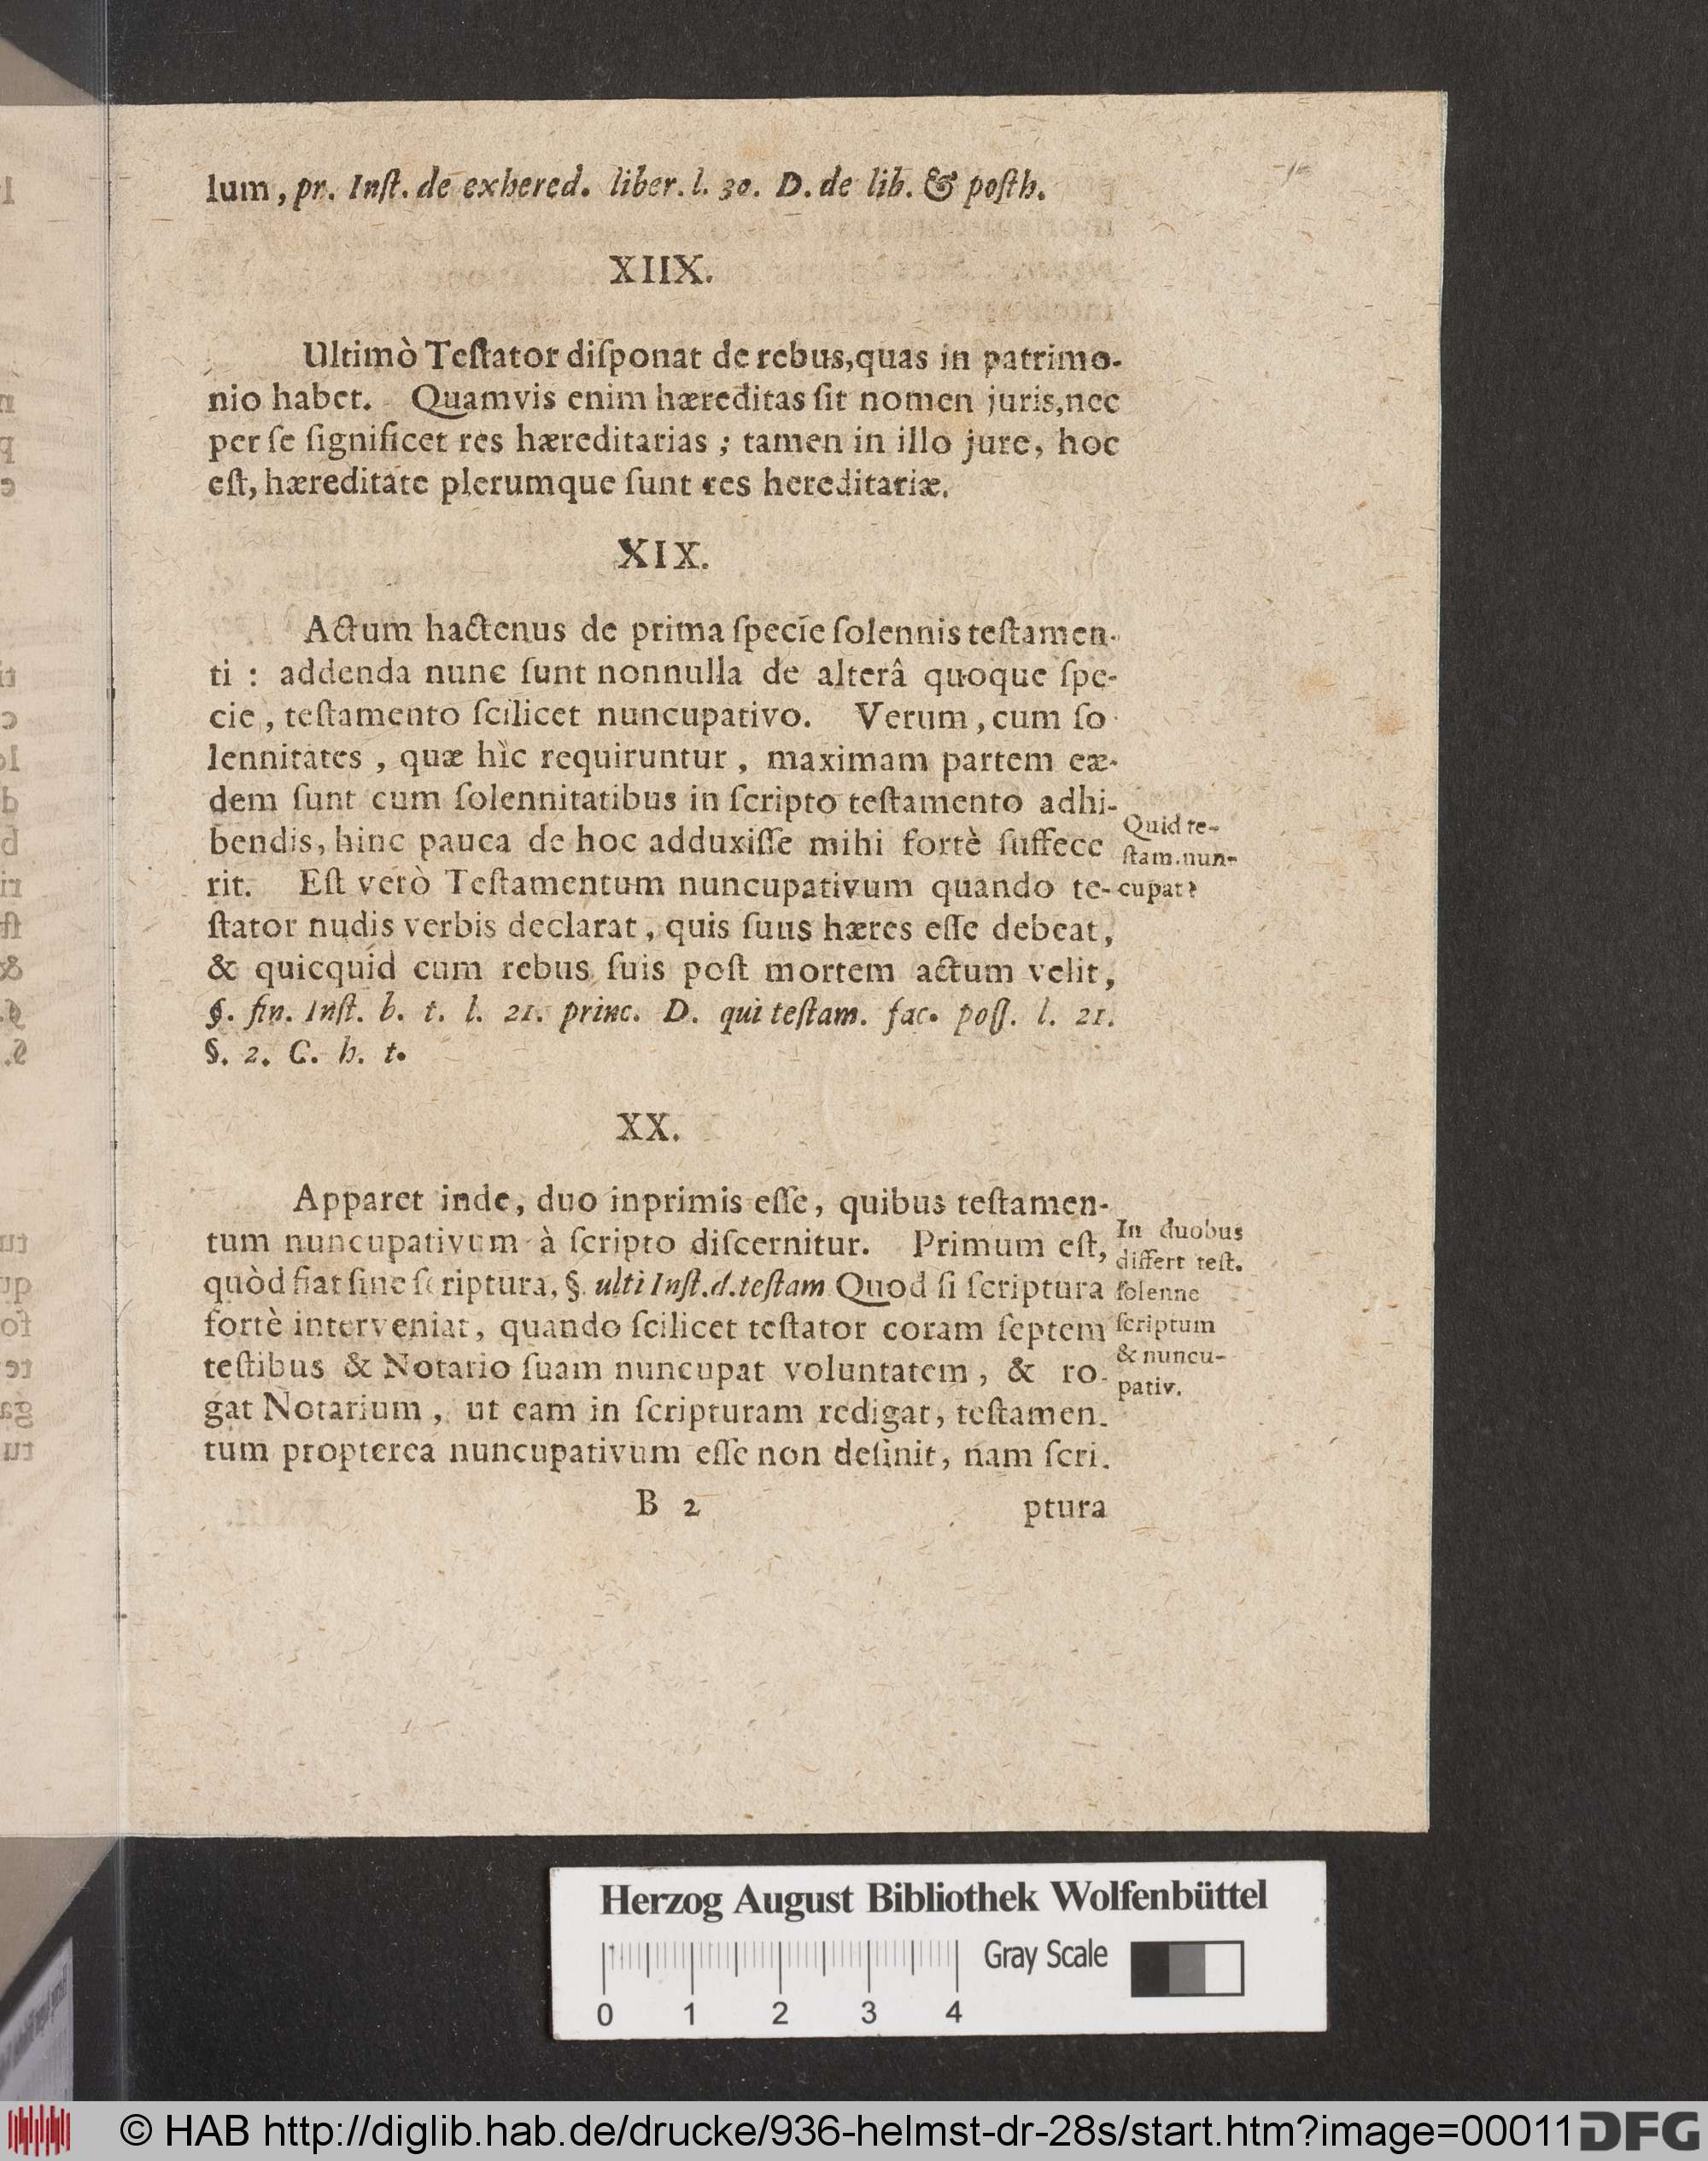 lum, pr. Inſt. de exhered. liber. l. 30. D. de lib. & poſth.
XIIX.
Ultimò Teſtator diſponat de rebus,quas in patrimo-
nio habet. Quamvis enim hæreditas ſit nomen juris,nec
per ſe ſignificet res hæreditarias ; tamen in illo jure, hoc
eſt, hæreditate plerumque ſunt res hereditariæ.
XIX.
Actum hactenus de prima ſpecie ſolennis teſtamen-
ti : addenda nunc ſunt nonnulla de alterâ quoque ſpe-
cie, teſtamento ſcilicet nuncupativo. Verum, cum ſo-
lennitates, quæ hìc requiruntur, maximam partem eæ-
dem ſunt cum ſolennitatibus in ſcripto teſtamento adhi-
bendis, hinc pauca de hoc adduxiſſe mihi fortè ſuffece
rit. Eſt verò Teſtamentum nuncupativum quando te-
ſtator nudis verbis declarat, quis ſuus hæres eſſe debeat,
& quicquid cum rebus ſuis poſt mortem actum velit,
§. fin. Inſt. h. t. l. 21. princ. D. qui teſtam. fac. poſſ. l. 21.
§. 2. C. h. t.
Quid te-
ſtam.nun-
cupat?
XX.
Apparet inde, duo inprimis eſſe, quibus teſtamen-
tum nuncupativum à ſcripto diſcernitur. Primum eſt,
quòd fiat ſine ſcriptura, §. ulti Inſt.d.teſtam Quod ſi ſcriptura
fortè interveniat, quando ſcilicet teſtator coram ſeptem
teſtibus & Notario ſuam nuncupat voluntatem, & ro-
gat Notarium, ut eam in ſcripturam redigat, teſtamen-
tum propterea nuncupativum eſſe non deſinit, nam ſcri-
In duobus
differt teſt.
ſolenne
ſcriptum
& nuncu-
pativ.
B 2 ptura
Herzog August Bibliothek Wolfenbüttel
Gray Scale
0 1 2 3 4
© HAB http://diglib.hab.de/drucke/936-helmst-dr-28s/start.htm?image=00011 DFG